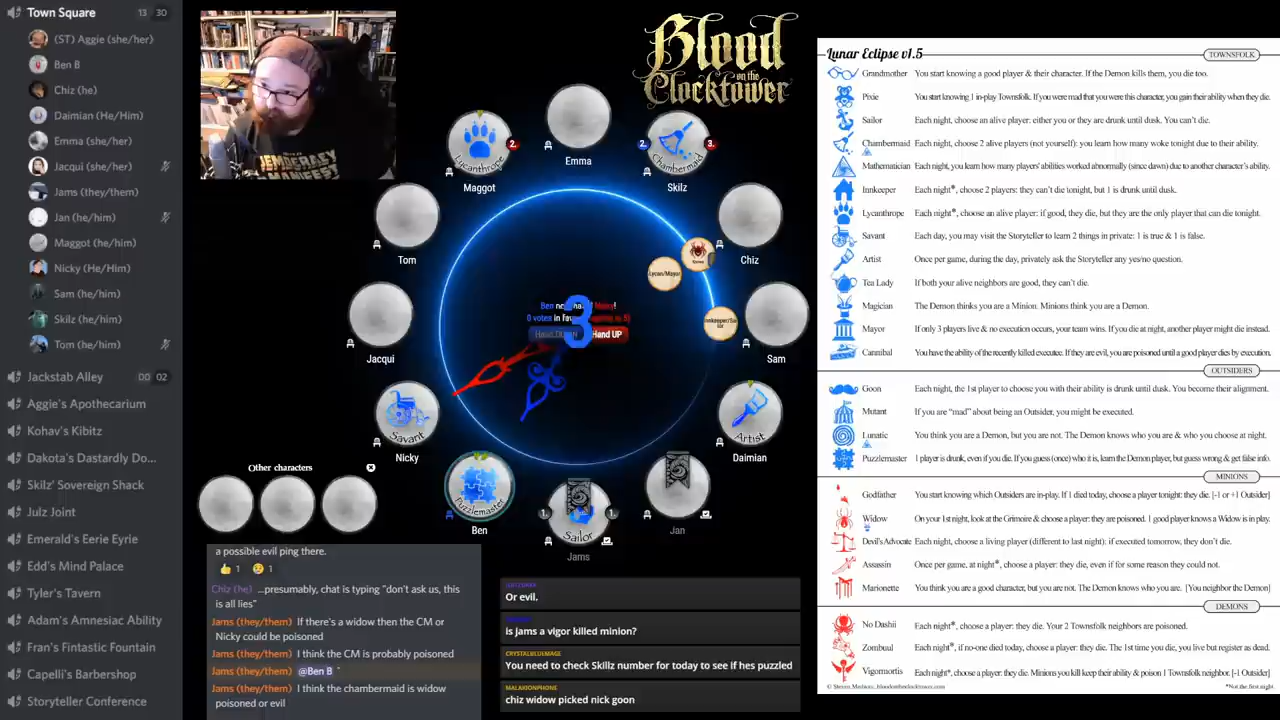 Town Square 13 30
(ST) Aggie (she/her)
Ben B
Chiz (he)
Daimian (He/Him)
Emma (she/her)
Jacqui (she/her)
Jams (they/them)
Jan (he/him)
Maggot (he/him)
Nicky (He/Him)
Sam (he/him)
Skilz (he/him)
Tom (he/him)
Jackdab Alley 00 02
Aggie's Apothecarium
Kohav's Kibitz
Dakota's Dastardly Do...
Skilz' Sovereign Shack
Julz Joint
Emerald's Eerie Eyrie
Edd's Mind Palace
Tyler's Tavern
Adam's Amnesiac Ability
Fran's Fintastic Fountain
Capelli's Barbershop
Storyteller Conference
Blood
on the
Clocktower
Emma
Lycanthrope
Maggot
2.
2.
Chambermaid
3.
Skilz
Tom
Chiz
Lycan/Mayor
Jacqui
Sam
Savant
Nicky
Artist
Daimian
Puzzlemaster
Ben
Sailor
1.
1.
Jams
Jan
3
Hand UP
Other characters
a possible evil ping there.
1 1
Chiz (he) ...presumably, chat is typing "don't ask us, this
is all lies"
Jams (they/them) If there's a widow then the CM or
Nicky could be poisoned
Jams (they/them) I think the CM is probably poisoned
Jams (they/them) @Ben B ^
Jams (they/them) I think the chambermaid is widow
poisoned or evil
Or evil.
is jams a vigor killed minion?
CRYSTALBLUEMAGE
You need to check Skillz number for today to see if hes puzzled
MALAKIONPHONE
chiz widow picked nick goon
Lunar Eclipse v1.5
TOWNSFOLK
Grandmother You start knowing a good player & their character. If the Demon kills them, you die too.
Pixie You start knowing 1 in-play Townsfolk. If you were mad that you were this character, you gain their ability when they die.
Sailor Each night, choose an alive player: either you or they are drunk until dusk. You can't die.
Chambermaid Each night, choose 2 alive players (not yourself): you learn how many woke tonight due to their ability.
Mathematician Each night, you learn how many players' abilities worked abnormally (since dawn) due to another character's ability.
Innkeeper Each night*, choose 2 players: they can't die tonight, but 1 is drunk until dusk.
Lycanthrope Each night*, choose an alive player: if good, they die, but they are the only player that can die tonight.
Savant Each day, you may visit the Storyteller to learn 2 things in private: 1 is true & 1 is false.
Artist Once per game, during the day, privately ask the Storyteller any yes/no question.
Tea Lady If both your alive neighbors are good, they can't die.
Magician The Demon thinks you are a Minion. Minions think you are a Demon.
Mayor If only 3 players live & no execution occurs, your team wins. If you die at night, another player might die instead.
Cannibal You have the ability of the recently killed executee. If they are evil, you are poisoned until a good player dies by execution.
OUTSIDERS
Goon Each night, the 1st player to choose you with their ability is drunk until dusk. You become their alignment.
Mutant If you are "mad" about being an Outsider, you might be executed.
Lunatic You think you are a Demon, but you are not. The Demon knows who you are & who you choose at night.
Puzzlemaster 1 player is drunk, even if you die. If you guess (once) who it is, learn the Demon player, but guess wrong & get false info.
MINIONS
Godfather You start knowing which Outsiders are in-play. If 1 died today, choose a player tonight: they die. [-1 or +1 Outsider]
Widow On your 1st night, look at the Grimoire & choose a player: they are poisoned. 1 good player knows a Widow is in play.
Devil's Advocate Each night, choose a living player (different to last night): if executed tomorrow, they don't die.
Assassin Once per game, at night*, choose a player: they die, even if for some reason they could not.
Marionette You think you are a good character, but you are not. The Demon knows who you are. [You neighbor the Demon]
DEMONS
No Dashii Each night*, choose a player: they die. Your 2 Townsfolk neighbors are poisoned.
Zombuul Each night*, if no-one died today, choose a player: they die. The 1st time you die, you live but register as dead.
Vigormortis Each night*, choose a player: they die. Minions you kill keep their ability & poison 1 Townsfolk neighbor. [-1 Outsider]
*Not the first night